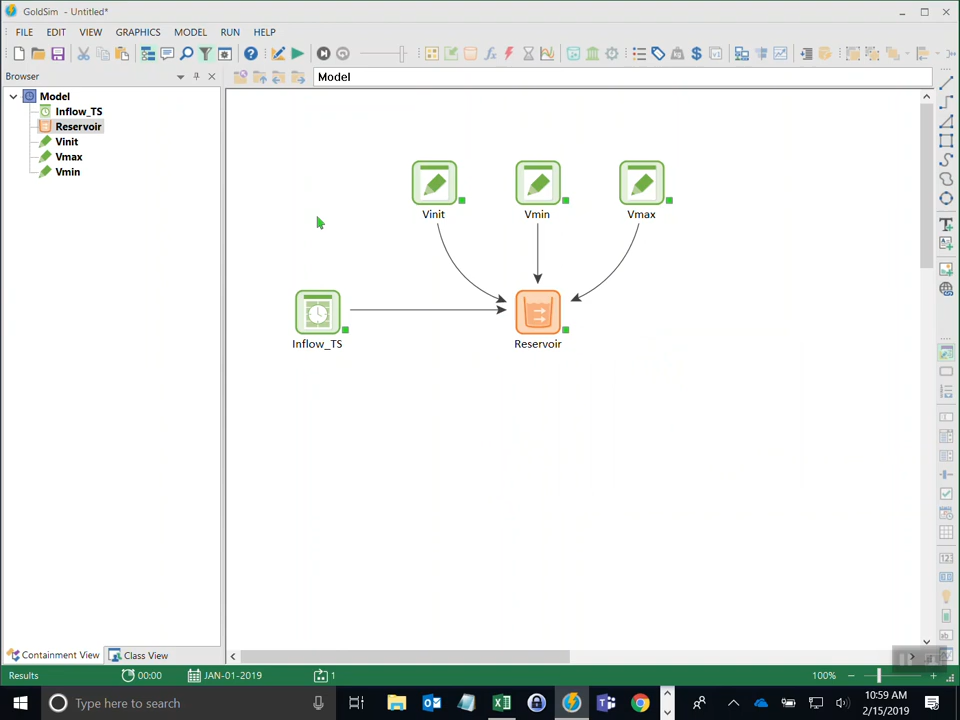 GoldSim - Untitled*
FILE EDIT VIEW GRAPHICS MODEL RUN HELP
Browser
Model
Model
Inflow_TS
Reservoir
Vinit
Vmax
Vmin
Vinit Vmin Vmax
Inflow_TS Reservoir
Containment View Class View
Results 00:00 JAN-01-2019 1 100%
Type here to search
10:59 AM
2/15/2019